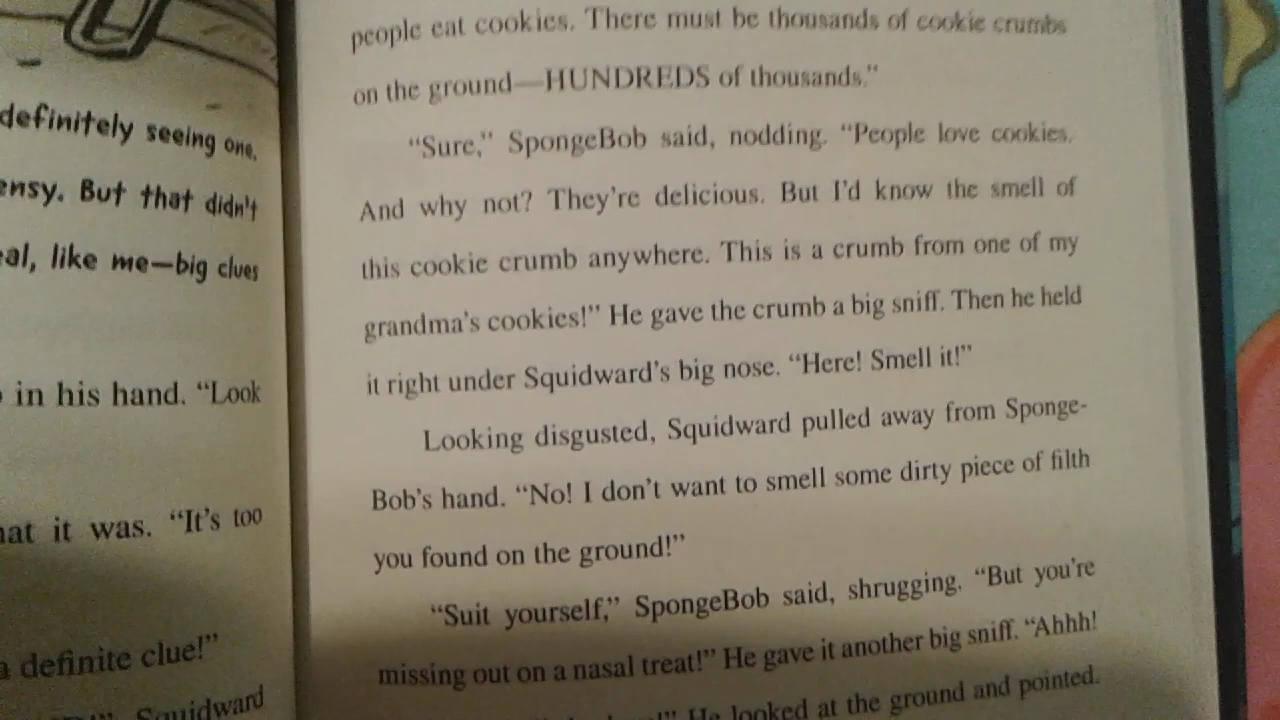 definitely seeing one,
ensy. But that didn't
al, like me—big clues
in his hand. "Look
hat it was. "It's too
a definite clue!"
Squidward
people eat cookies. There must be thousands of cookie crumbs
on the ground—HUNDREDS of thousands."
"Sure," SpongeBob said, nodding. "People love cookies.
And why not? They're delicious. But I'd know the smell of
this cookie crumb anywhere. This is a crumb from one of my
grandma's cookies!" He gave the crumb a big sniff. Then he held
it right under Squidward's big nose. "Here! Smell it!"
Looking disgusted, Squidward pulled away from Sponge-
Bob's hand. "No! I don't want to smell some dirty piece of filth
you found on the ground!"
"Suit yourself," SpongeBob said, shrugging. "But you're
missing out on a nasal treat!" He gave it another big sniff. "Ahhh!
He looked at the ground and pointed.